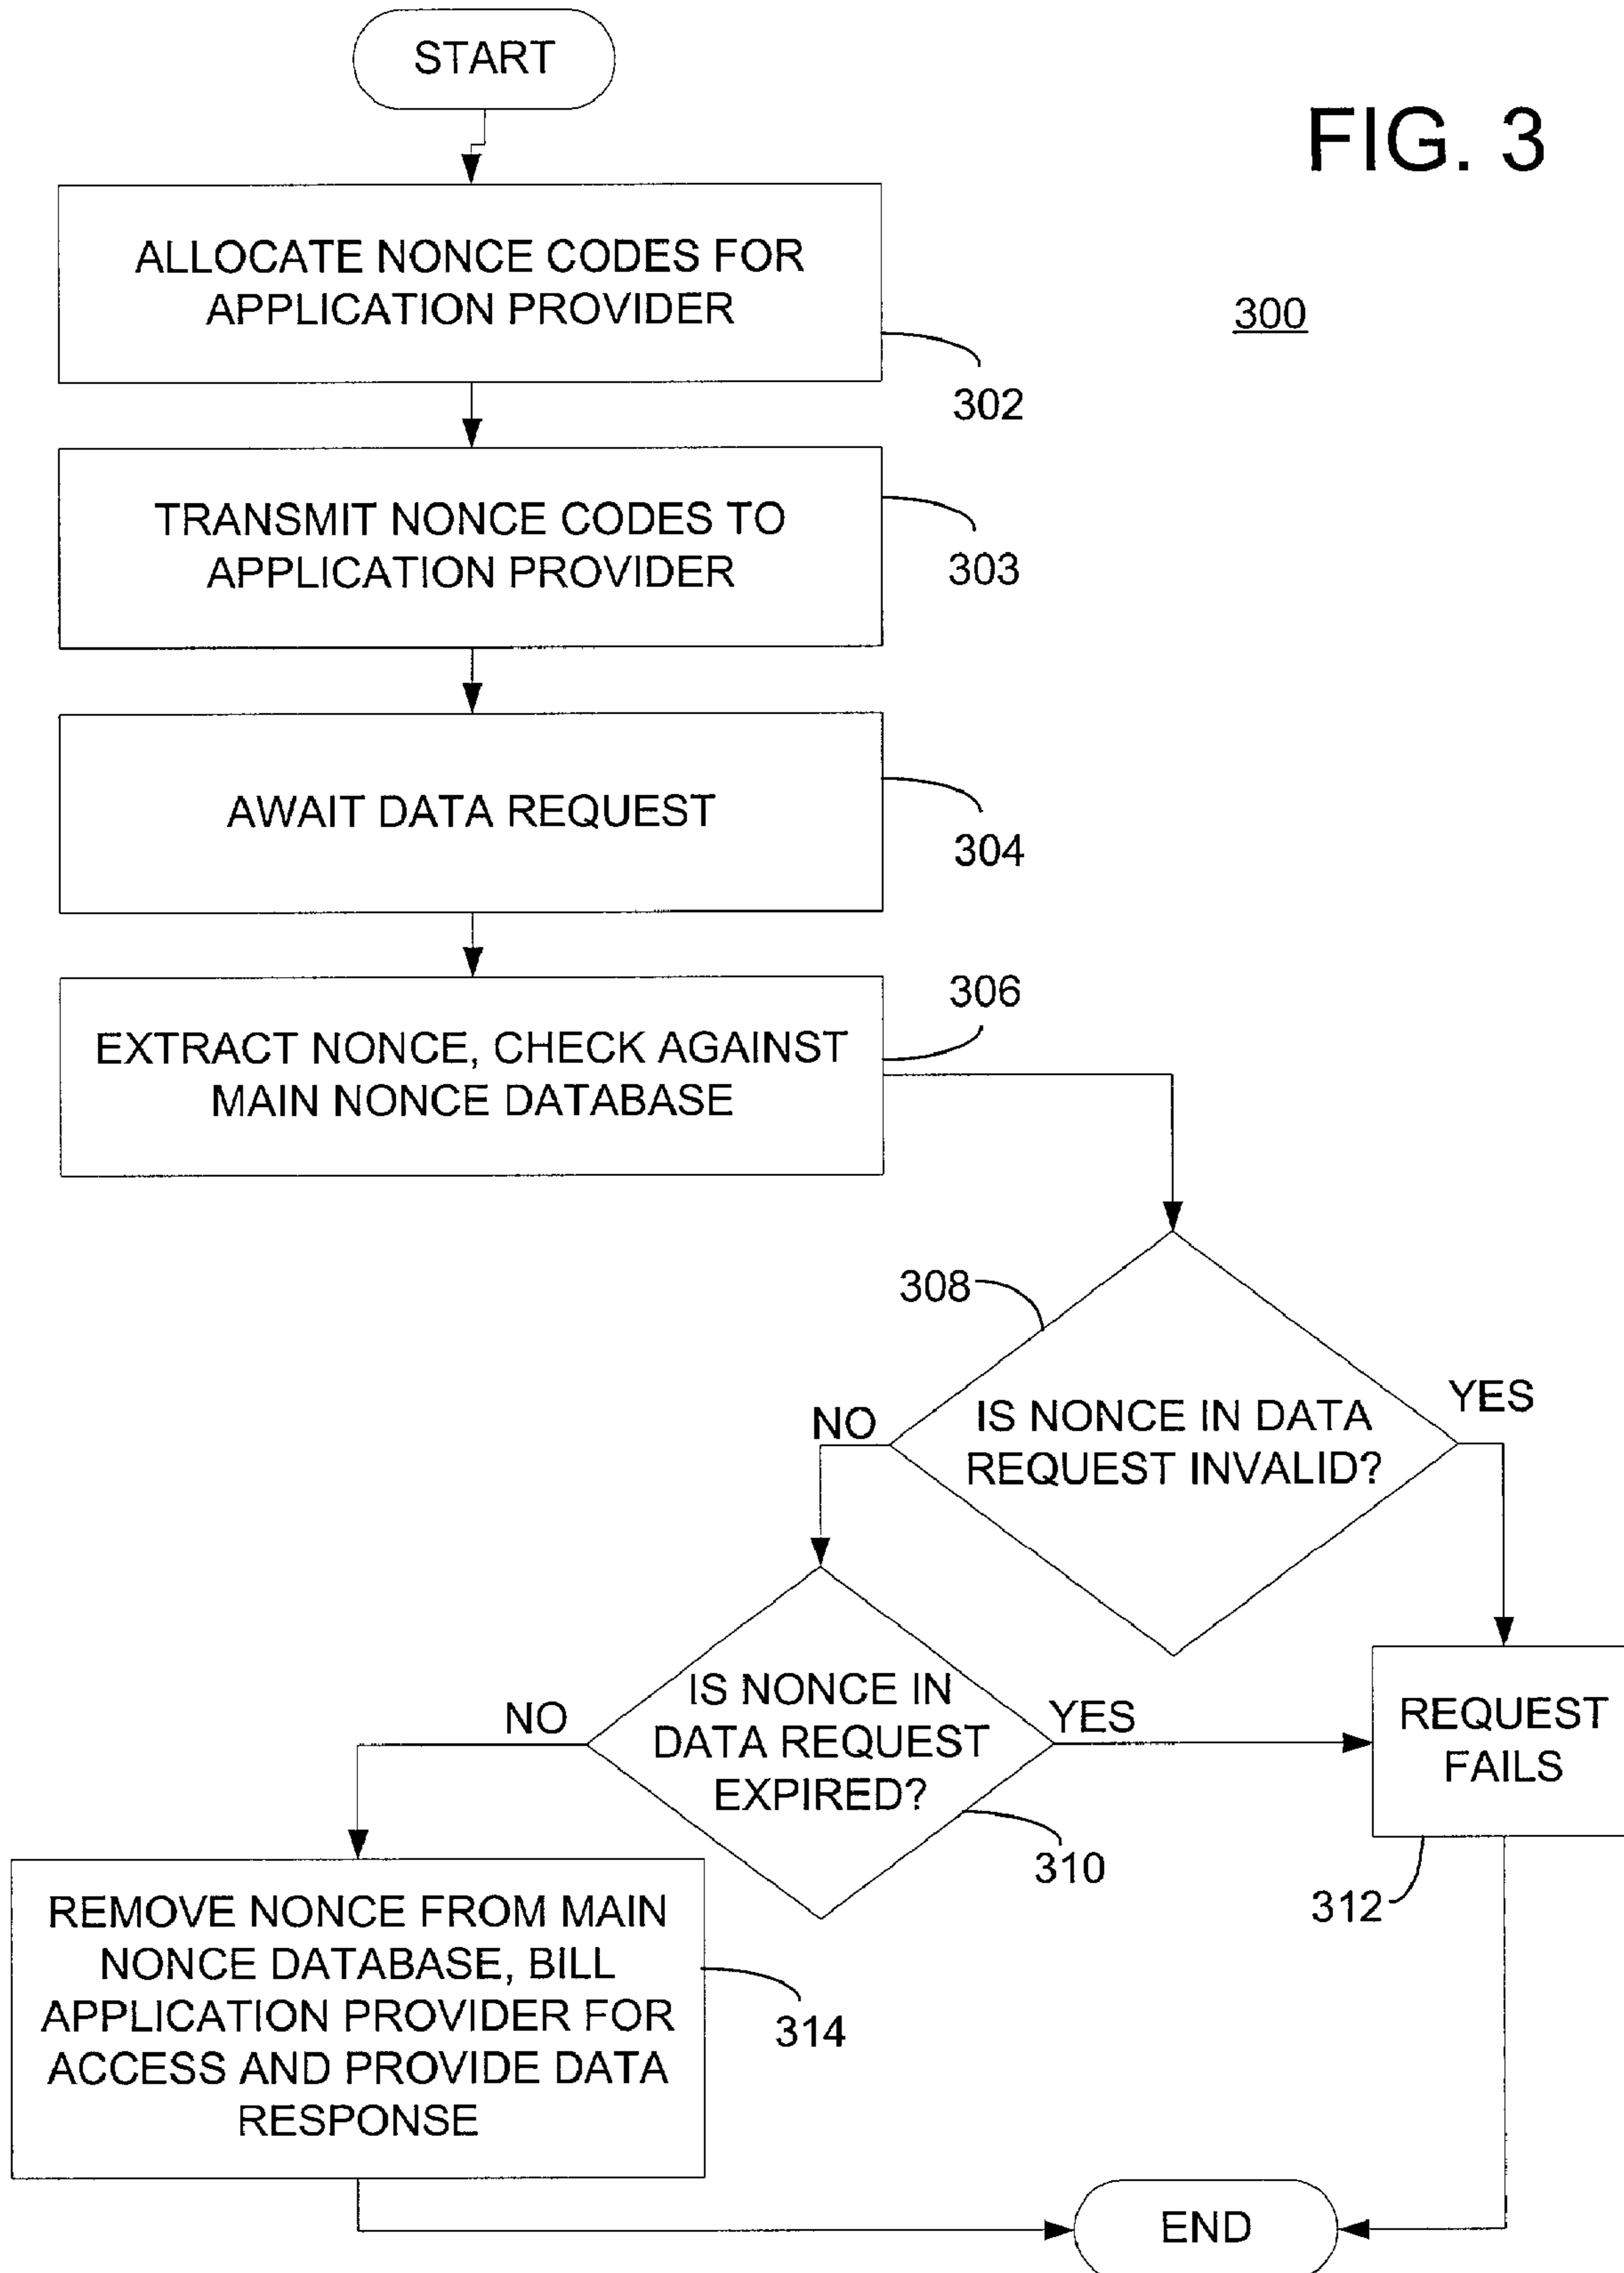 START
FIG. 3
ALLOCATE NONCE CODES FOR
APPLICATION PROVIDER
300
302
TRANSMIT NONCE CODES TO
APPLICATION PROVIDER
303
AWAIT DATA REQUEST
304
306
EXTRACT NONCE, CHECK AGAINST
MAIN NONCE DATABASE
308
NO
IS NONCE IN DATA
REQUEST INVALID?
YES
NO
IS NONCE IN
DATA REQUEST
EXPIRED?
YES
REQUEST
FAILS
310
312
REMOVE NONCE FROM MAIN
NONCE DATABASE, BILL
APPLICATION PROVIDER FOR
ACCESS AND PROVIDE DATA
RESPONSE
314
END